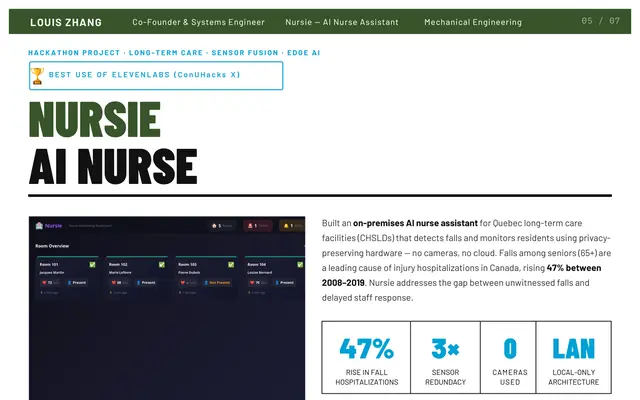 LOUIS ZHANG
Co-Founder & Systems Engineer
Nursie — AI Nurse Assistant
Mechanical Engineering
05 / 07
HACKATHON PROJECT · LONG-TERM CARE · SENSOR FUSION · EDGE AI
🏆 BEST USE OF ELEVENLABS (ConUHacks X)
NURSIE
AI NURSE
Nursie
Room Overview
Room 101
Jacques Martin
72
Present
Room 102
Marie Lefèvre
68
Present
Room 103
Pierre Dubois
Not Present
Room 104
Louise Bernard
75
Present
Built an on-premises AI nurse assistant for Quebec long-term care
facilities (CHSLDs) that detects falls and monitors residents using privacy-
preserving hardware — no cameras, no cloud. Falls among seniors (65+) are
a leading cause of injury hospitalizations in Canada, rising 47% between
2008–2019. Nursie addresses the gap between unwitnessed falls and
delayed staff response.
47%
RISE IN FALL
HOSPITALIZATIONS
3×
SENSOR
REDUNDANCY
0
CAMERAS
USED
LAN
LOCAL-ONLY
ARCHITECTURE